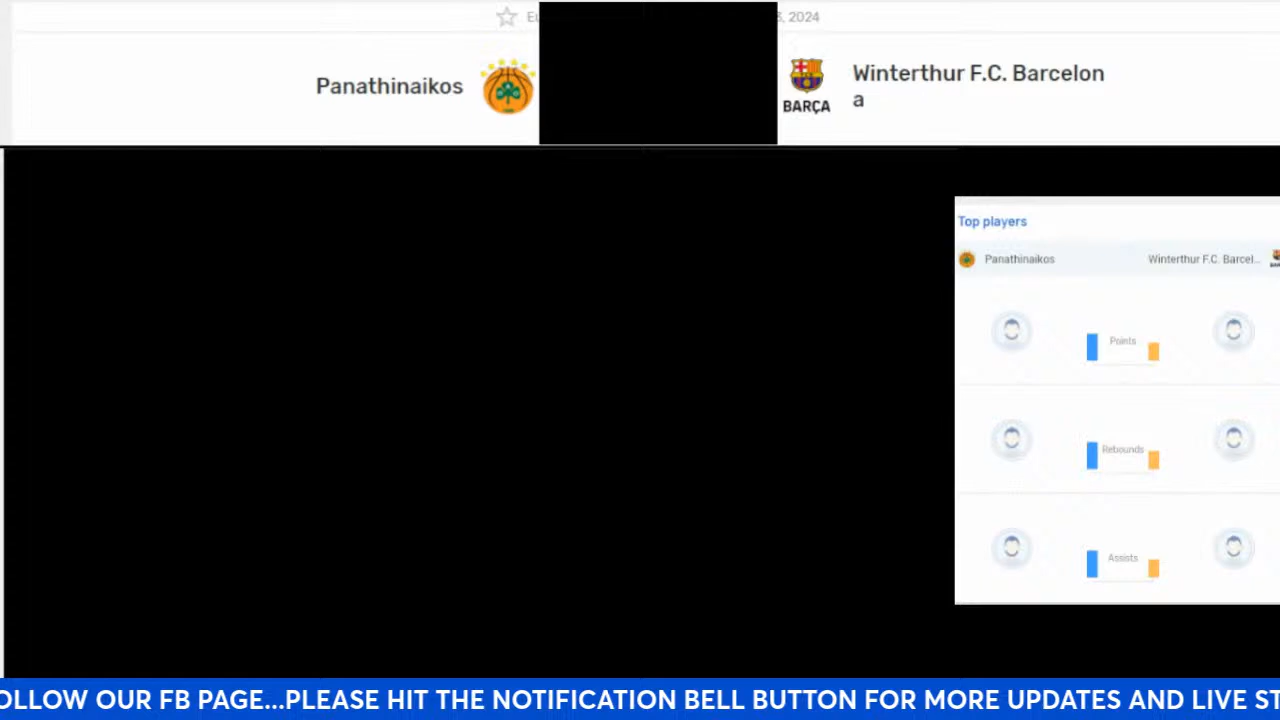 3, 2024
Panathinaikos
BARÇA
Winterthur F.C. Barcelon
a
Top players
Panathinaikos
Winterthur F.C. Barcel...
Points
Rebounds
Assists
OLLOW OUR FB PAGE...PLEASE HIT THE NOTIFICATION BELL BUTTON FOR MORE UPDATES AND LIVE ST